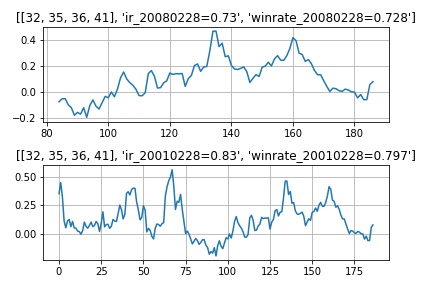 [[32, 35, 36, 41], 'ir_20080228=0.73', 'winrate_20080228=0.728']
0.4
0.2
0.0
−0.2
80 100 120 140 160 180
[[32, 35, 36, 41], 'ir_20010228=0.83', 'winrate_20010228=0.797']
0.50
0.25
0.00
0 25 50 75 100 125 150 175